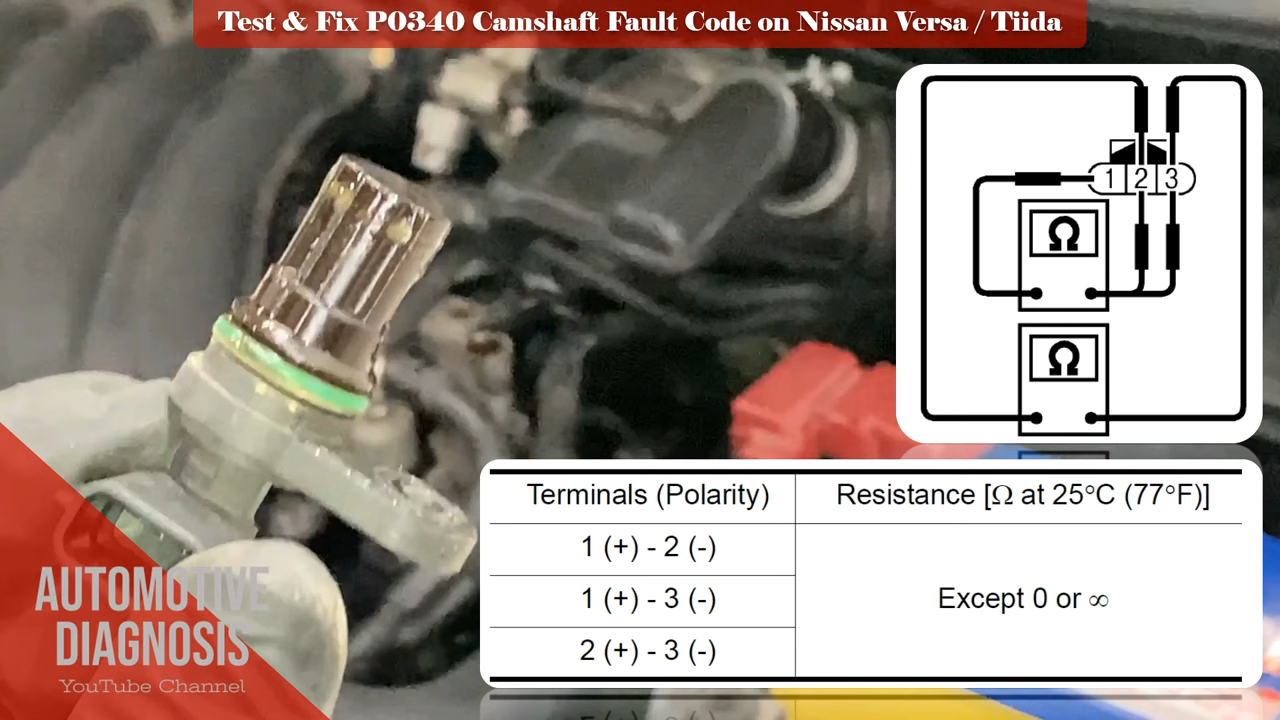 Test & Fix P0340 Camshaft Fault Code on Nissan Versa / Tiida
1 2 3
Ω
Ω
Terminals (Polarity) Resistance [Ω at 25°C (77°F)]
1 (+) - 2 (-)
1 (+) - 3 (-)
Except 0 or ∞
2 (+) - 3 (-)
AUTOMOTIVE
DIAGNOSIS
YouTube Channel